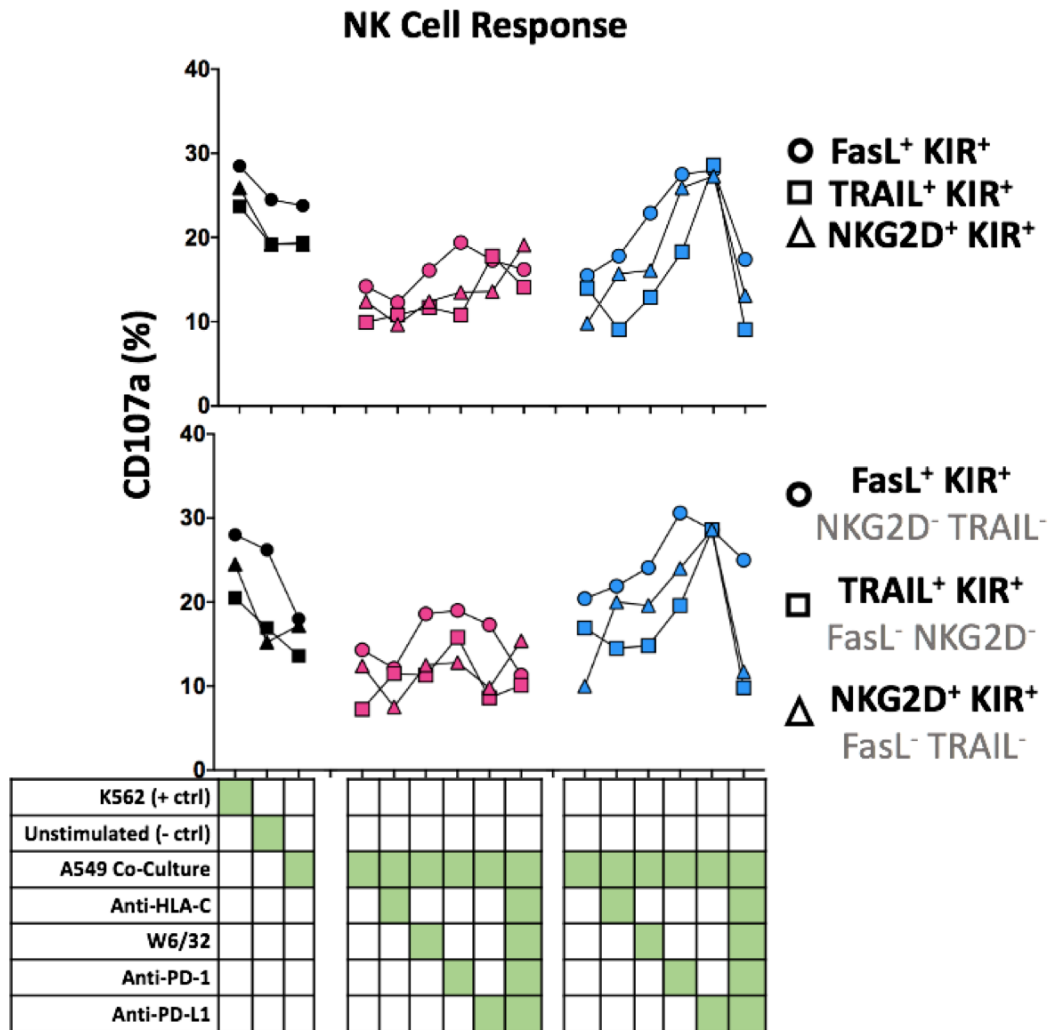 NK Cell Response
CD107a (%)
40
30
20
10
0
FasL⁺ KIR⁺
TRAIL⁺ KIR⁺
NKG2D⁺ KIR⁺
40
30
20
10
0
FasL⁺ KIR⁺
NKG2D⁻ TRAIL⁻
TRAIL⁺ KIR⁺
FasL⁻ NKG2D⁻
NKG2D⁺ KIR⁺
FasL⁻ TRAIL⁻
K562 (+ ctrl)
Unstimulated (- ctrl)
A549 Co-Culture
Anti-HLA-C
W6/32
Anti-PD-1
Anti-PD-L1